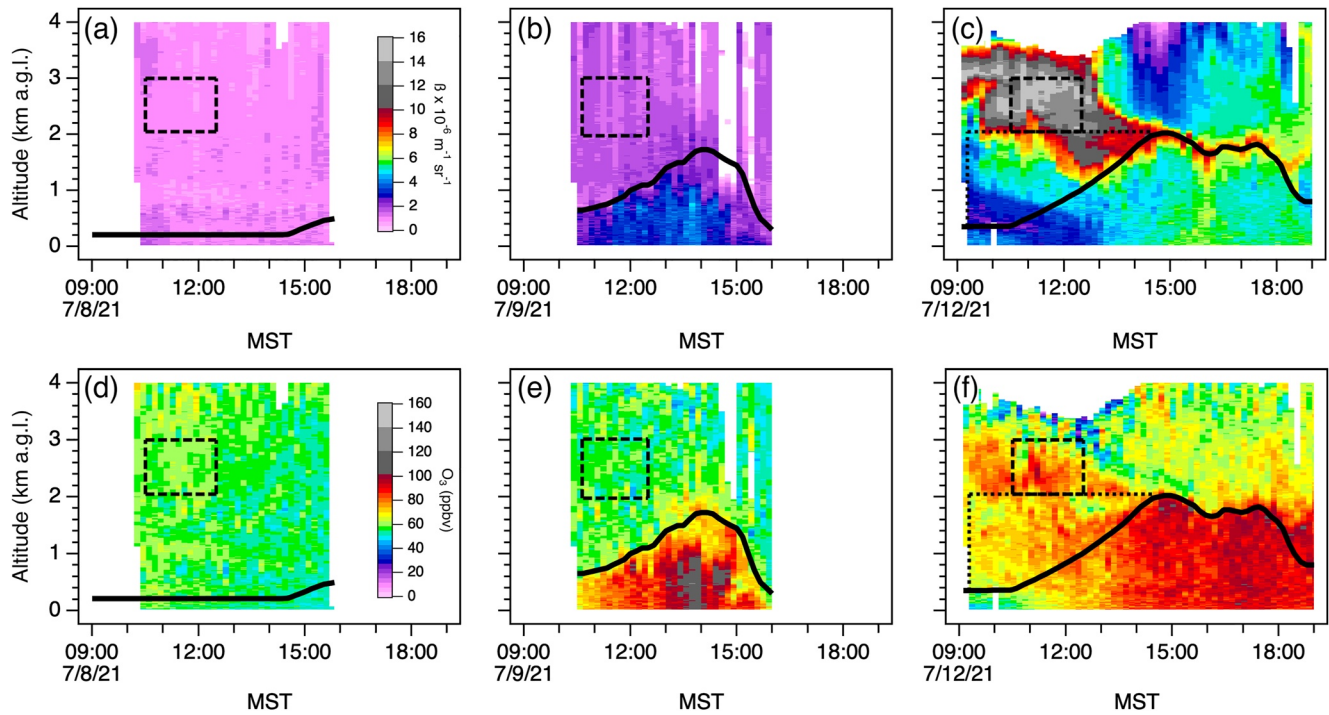 (a)
(b)
(c)
Altitude (km a.g.l.)
4
3
2
1
0
16
14
12
10
8
6
4
2
0
β x 10⁻⁶ m⁻¹ sr⁻¹
09:00 12:00 15:00 18:00
7/8/21
MST
09:00 12:00 15:00 18:00
7/9/21
MST
09:00 12:00 15:00 18:00
7/12/21
MST
(d)
(e)
(f)
Altitude (km a.g.l.)
4
3
2
1
0
160
140
120
100
80
60
40
20
0
O₃ (ppbv)
09:00 12:00 15:00 18:00
7/8/21
MST
09:00 12:00 15:00 18:00
7/9/21
MST
09:00 12:00 15:00 18:00
7/12/21
MST